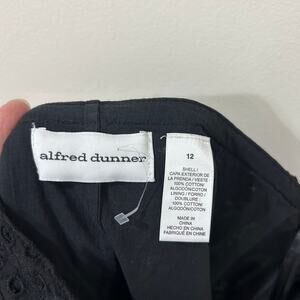 alfred dunner
12
SHELL /
CAPA EXTERIOR DE
LA PRENDA / VESTE
100% COTTON/
ALGODÓN/COTON
LINING / FORRO /
DOUBLURE :
100% COTTON/
ALGODÓN/COTON
MADE IN
CHINA
HECHO EN CHINA
FABRIQUÉ EN CHINE